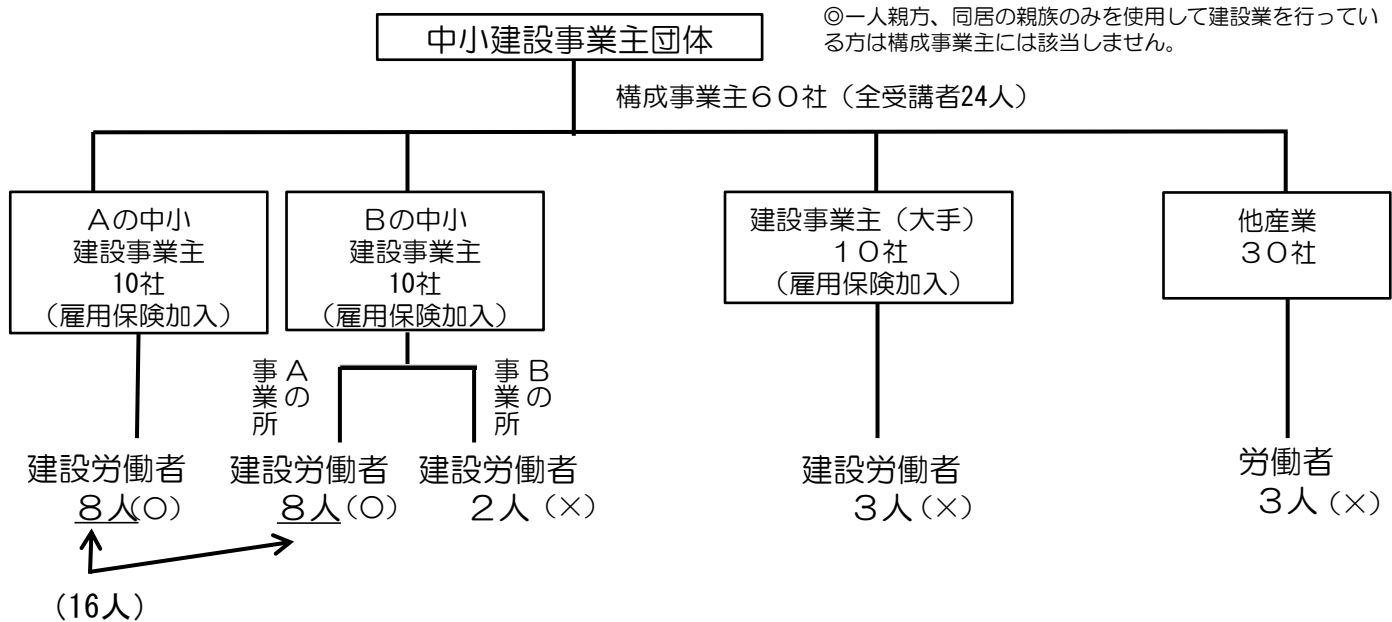 中小建設事業主団体
◎一人親方、同居の親族のみを使用して建設業を行ってい
る方は構成事業主には該当しません。
構成事業主６０社（全受講者24人）
Ａの中小
建設事業主
10社
（雇用保険加入）
Ｂの中小
建設事業主
10社
（雇用保険加入）
建設事業主（大手）
１０社
（雇用保険加入）
他産業
３０社
Ａの
事業所
Ｂの
事業所
建設労働者
８人(○)
建設労働者
８人(○)
建設労働者
２人（×）
建設労働者
３人（×）
労働者
３人（×）
（16人）